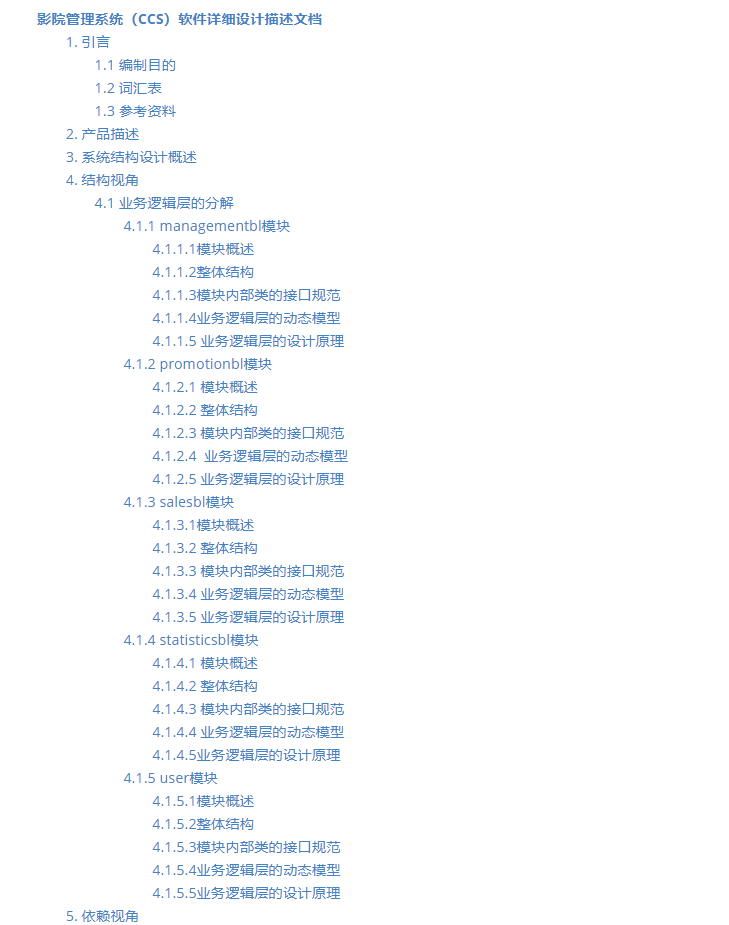 影院管理系统（CCS）软件详细设计描述文档
1. 引言
1.1 编制目的
1.2 词汇表
1.3 参考资料
2. 产品描述
3. 系统结构设计概述
4. 结构视角
4.1 业务逻辑层的分解
4.1.1 managementbl模块
4.1.1.1模块概述
4.1.1.2整体结构
4.1.1.3模块内部类的接口规范
4.1.1.4业务逻辑层的动态模型
4.1.1.5 业务逻辑层的设计原理
4.1.2 promotionbl模块
4.1.2.1 模块概述
4.1.2.2 整体结构
4.1.2.3 模块内部类的接口规范
4.1.2.4  业务逻辑层的动态模型
4.1.2.5 业务逻辑层的设计原理
4.1.3 salesbl模块
4.1.3.1模块概述
4.1.3.2 整体结构
4.1.3.3 模块内部类的接口规范
4.1.3.4 业务逻辑层的动态模型
4.1.3.5 业务逻辑层的设计原理
4.1.4 statisticsbl模块
4.1.4.1 模块概述
4.1.4.2 整体结构
4.1.4.3 模块内部类的接口规范
4.1.4.4 业务逻辑层的动态模型
4.1.4.5业务逻辑层的设计原理
4.1.5 user模块
4.1.5.1模块概述
4.1.5.2整体结构
4.1.5.3模块内部类的接口规范
4.1.5.4业务逻辑层的动态模型
4.1.5.5业务逻辑层的设计原理
5. 依赖视角